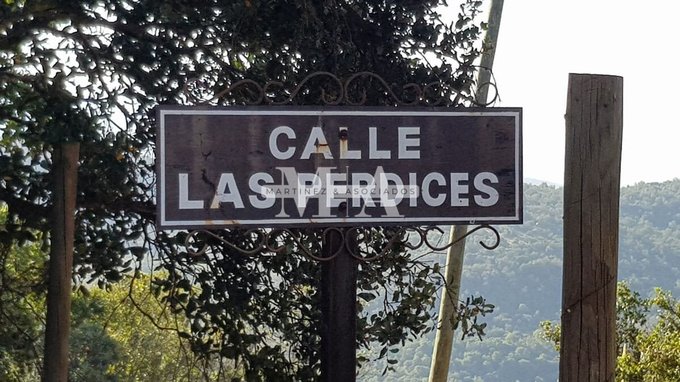 CALLE
LAS PERDICES
MARTINEZ & ASOCIADOS
M A